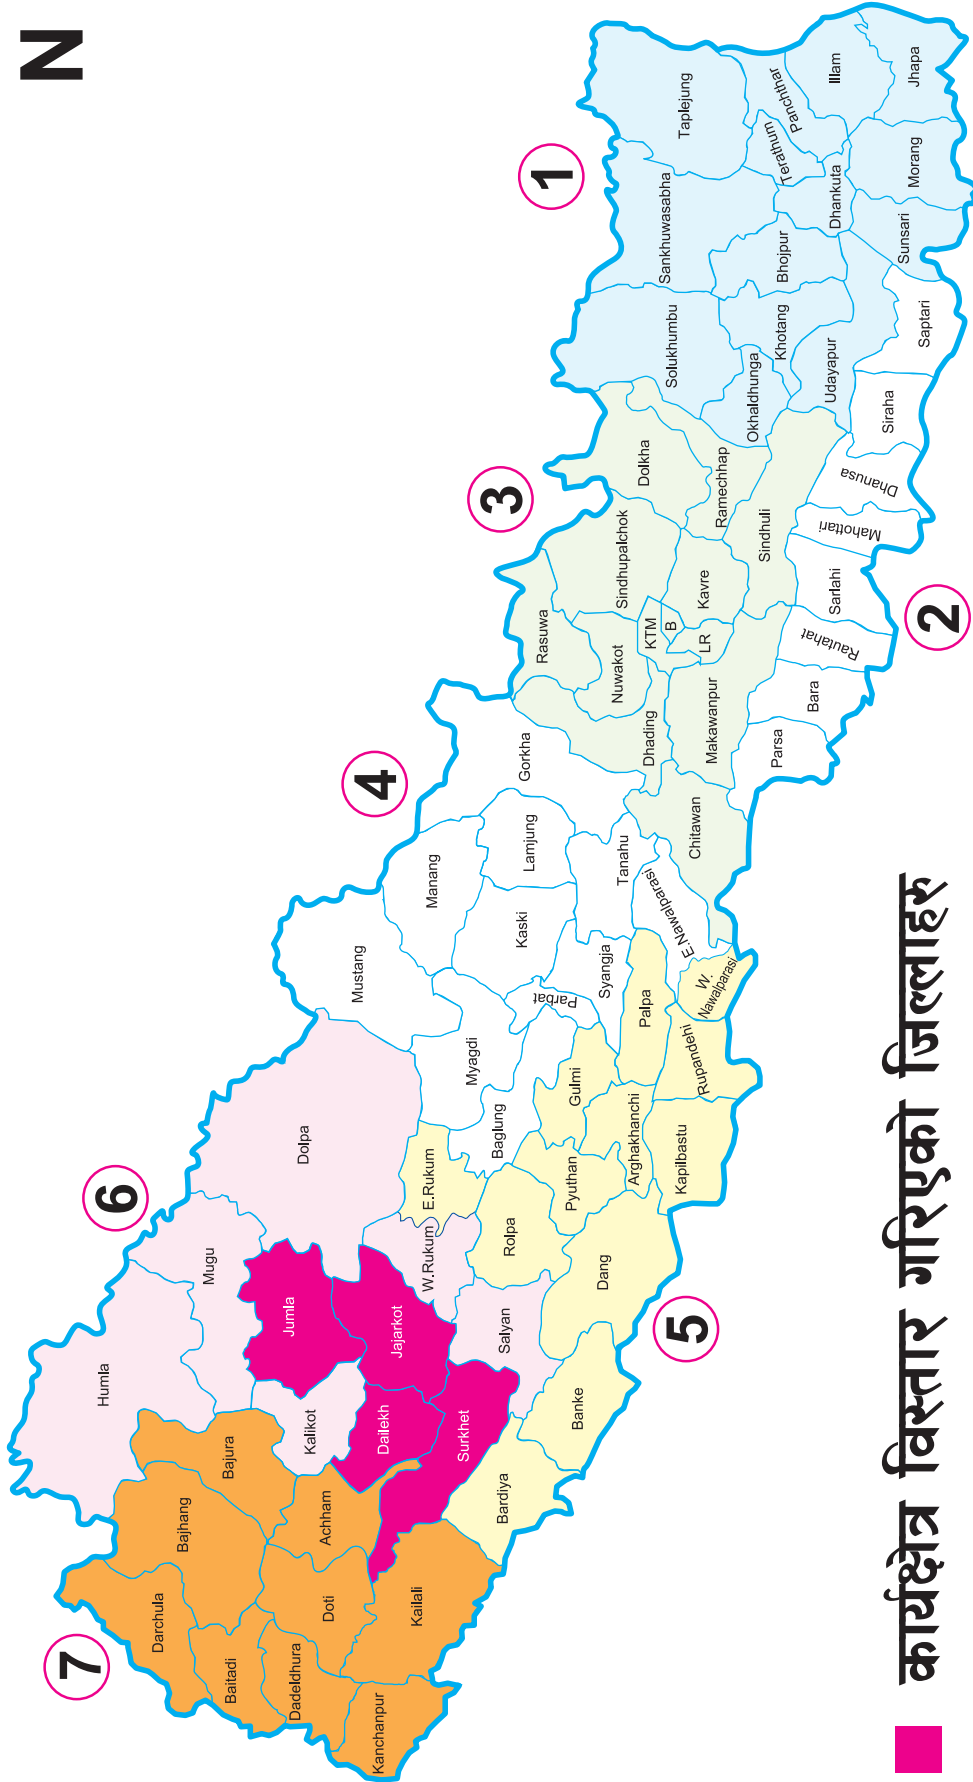 N
7
Darchula
Bajhang
Baitadi
Dadeldhura
Doti
Achham
Bajura
Kailali
Kanchanpur
6
Humla
Mugu
Dolpa
Jumla
Kalikot
Dailekh
Jajarkot
Surkhet
W.Rukum
Salyan
5
E.Rukum
Rolpa
Pyuthan
Gulmi
Arghakhanchi
Palpa
W.
Nawalparasi
Rupandehi
Kapilbastu
Dang
Banke
Bardiya
4
Mustang
Manang
Gorkha
Lamjung
Kaski
Myagdi
Parbat
Baglung
Syangja
Tanahu
E.Nawalparasi
3
Rasuwa
Nuwakot
Sindhupalchok
Dolkha
Dhading
KTM
B
LR
Kavre
Ramechhap
Sindhuli
Makawanpur
Chitawan
2
Parsa
Bara
Rautahat
Sarlahi
Mahottari
Dhanusa
Siraha
Saptari
1
Taplejung
Sankhuwasabha
Solukhumbu
Panchthar
Terathum
Illam
Jhapa
Morang
Dhankuta
Sunsari
Bhojpur
Khotang
Okhaldhunga
Udayapur
कार्यक्षेत्र विस्तार गरिएको जिल्लाहरु